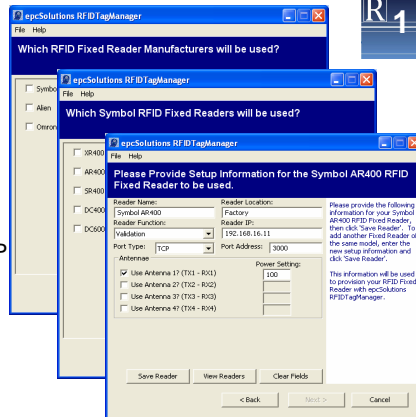 R 1
epcSolutions RFIDTagManager
File Help
Which RFID Fixed Reader Manufacturers will be used?
Symbo
Alien
Omron
P
epcSolutions RFIDTagManager
File Help
Which Symbol RFID Fixed Readers will be used?
XR400
AR400
SR400
DC400
DC600
epcSolutions RFIDTagManager
File Help
Please Provide Setup Information for the Symbol AR400 RFID
Fixed Reader to be used.
Reader Name: Reader Location:
Symbol AR400 Factory
Reader Function: Reader IP:
Validation 192.168.16.11
Port Type: TCP Port Address: 3000
Antennae
Power Setting:
Use Antenna 1? (TX1 - RX1) 100
Use Antenna 2? (TX2 - RX2)
Use Antenna 3? (TX3 - RX3)
Use Antenna 4? (TX4 - RX4)
Please provide the following
information for your Symbol
AR400 RFID Fixed Reader,
then click 'Save Reader'. To
add another Fixed Reader of
the same model, enter the
new setup information and
click 'Save Reader'.
This information will be used
to provision your RFID Fixed
Reader with epcSolutions
RFIDTagManager.
Save Reader View Readers Clear Fields
< Back Next > Cancel